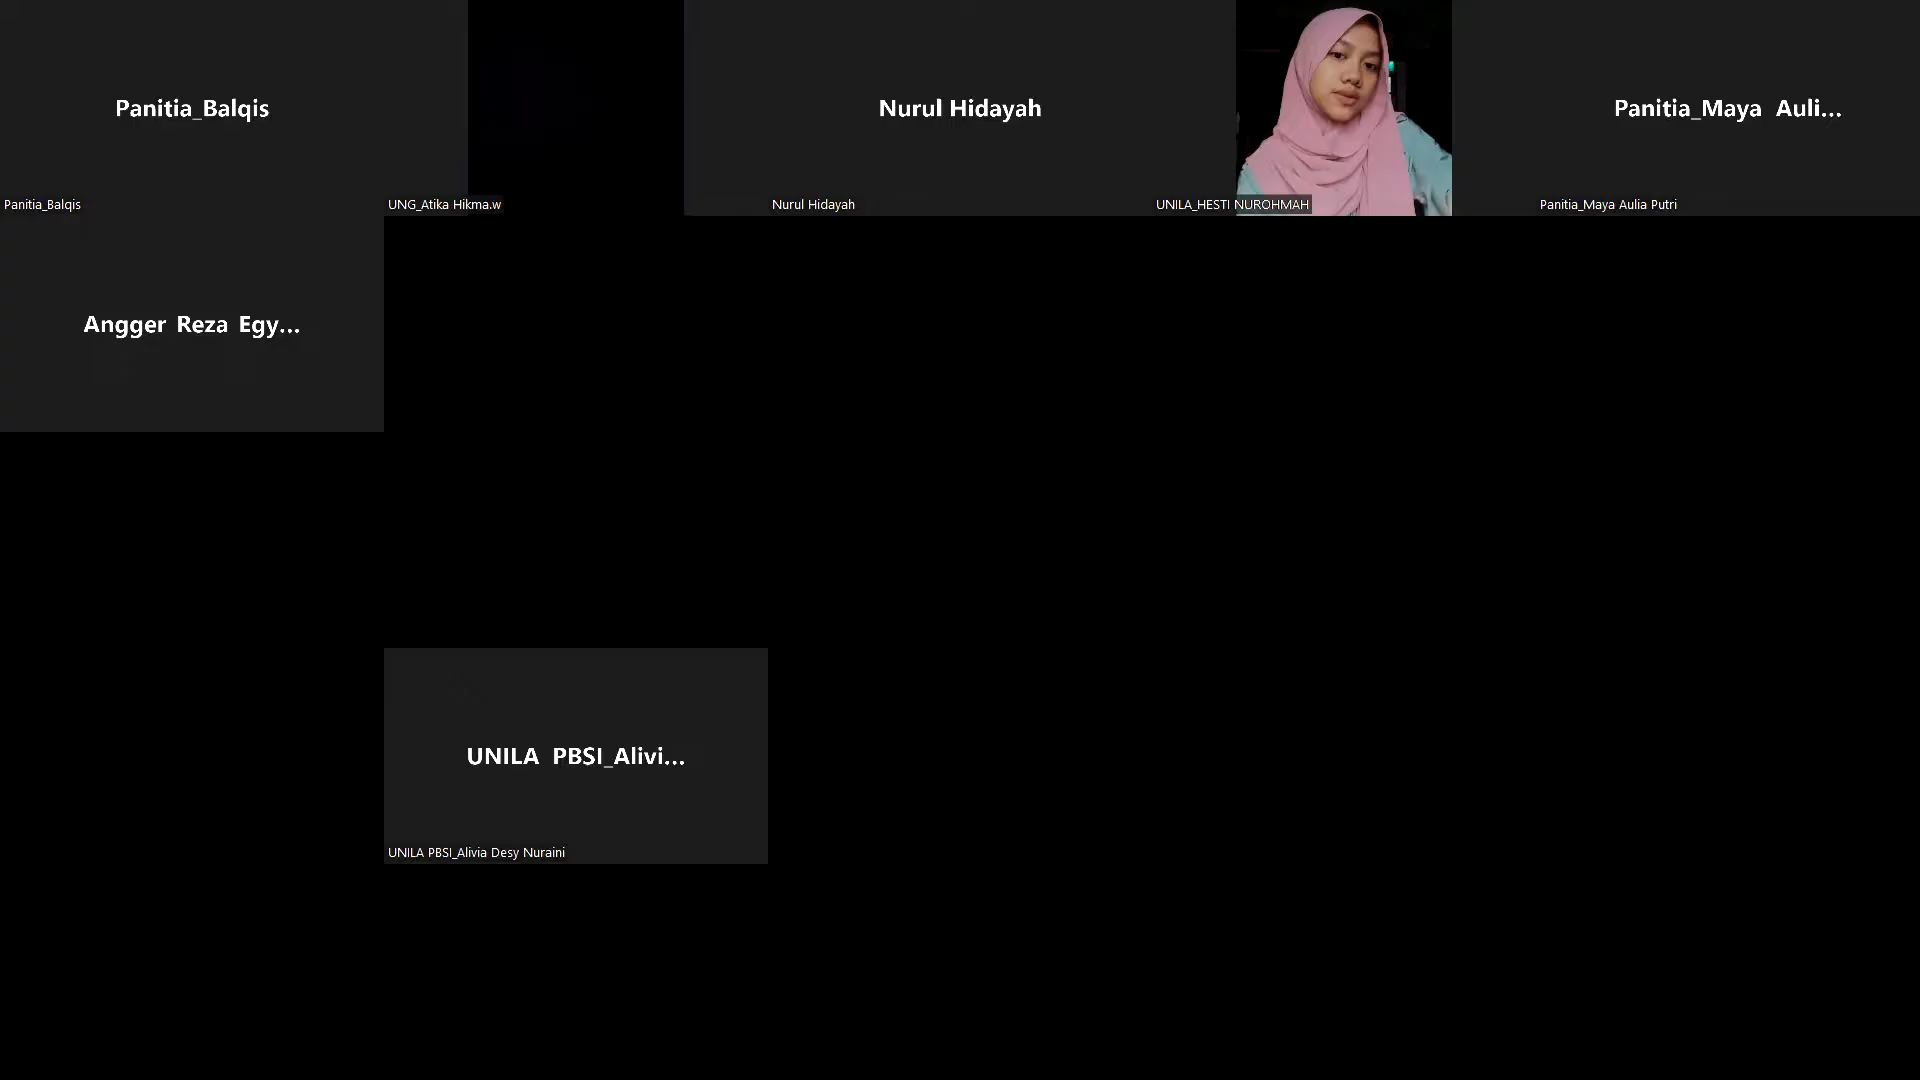 Panitia_Balqis
Nurul Hidayah
Panitia_Maya Auli...
Panitia_Balqis
UNG_Atika Hikma.w
Nurul Hidayah
UNILA_HESTI NUROHMAH
Panitia_Maya Aulia Putri
Angger Reza Egy...
UNILA PBSI_Alivi...
UNILA PBSI_Alivia Desy Nuraini